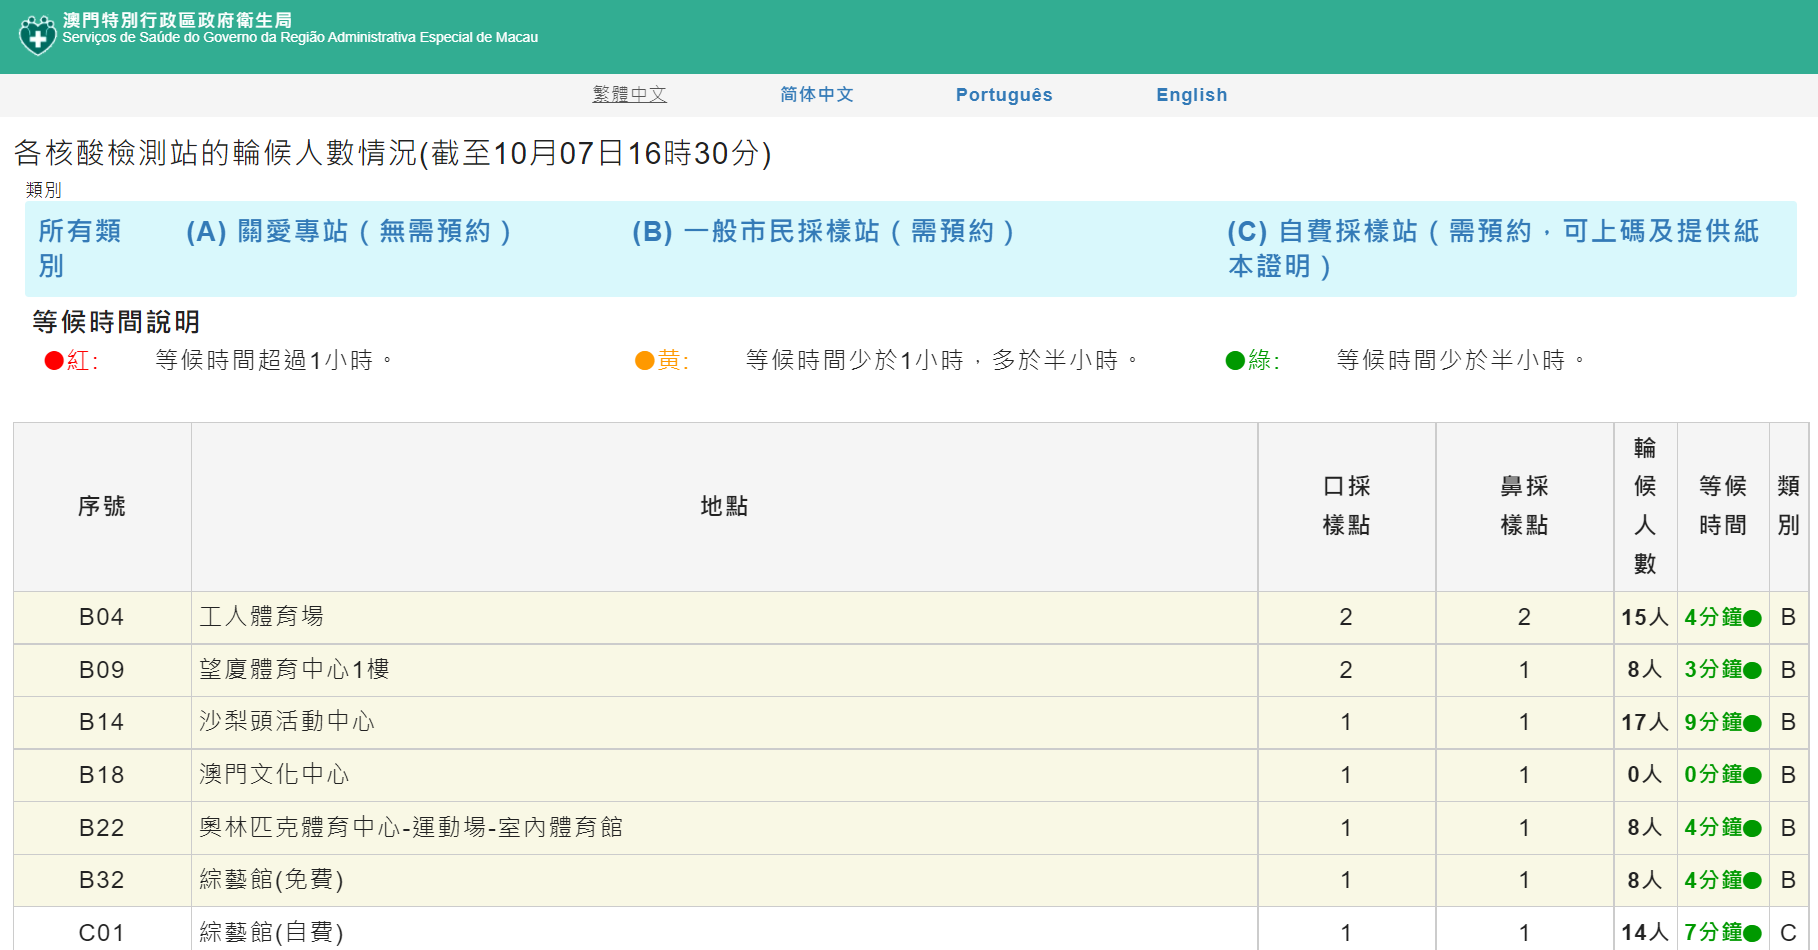 澳門特別行政區政府衛生局
Serviços de Saúde do Governo da Região Administrativa Especial de Macau
繁體中文 简体中文 Português English
各核酸檢測站的輪候人數情況(截至10月07日16時30分)
類別
所有類別 (A) 關愛專站（無需預約） (B) 一般市民採樣站（需預約） (C) 自費採樣站（需預約，可上碼及提供紙本證明）
等候時間說明
●紅: 等候時間超過1小時。 ●黃: 等候時間少於1小時，多於半小時。 ●綠: 等候時間少於半小時。
序號 地點 口採樣點 鼻採樣點 輪候人數 等候時間 類別
B04 工人體育場 2 2 15人 4分鐘● B
B09 望廈體育中心1樓 2 1 8人 3分鐘● B
B14 沙梨頭活動中心 1 1 17人 9分鐘● B
B18 澳門文化中心 1 1 0人 0分鐘● B
B22 奧林匹克體育中心-運動場-室內體育館 1 1 8人 4分鐘● B
B32 綜藝館(免費) 1 1 8人 4分鐘● B
C01 綜藝館(自費) 1 1 14人 7分鐘● C